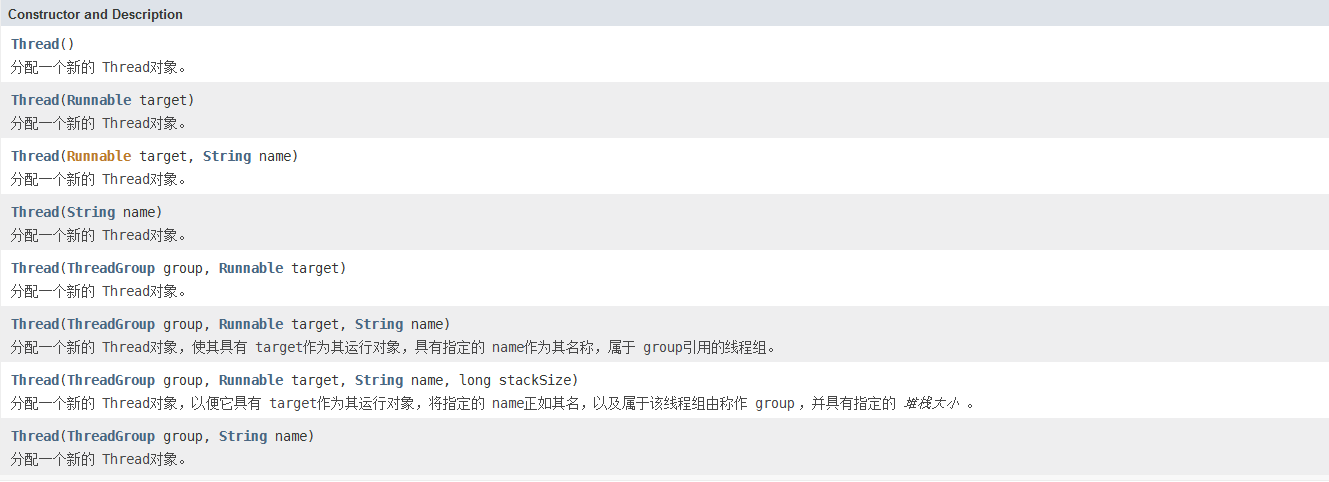 Constructor and Description
Thread()
分配一个新的 Thread对象。
Thread(Runnable target)
分配一个新的 Thread对象。
Thread(Runnable target, String name)
分配一个新的 Thread对象。
Thread(String name)
分配一个新的 Thread对象。
Thread(ThreadGroup group, Runnable target)
分配一个新的 Thread对象。
Thread(ThreadGroup group, Runnable target, String name)
分配一个新的 Thread对象，使其具有 target作为其运行对象，具有指定的 name作为其名称，属于 group引用的线程组。
Thread(ThreadGroup group, Runnable target, String name, long stackSize)
分配一个新的 Thread对象，以便它具有 target作为其运行对象，将指定的 name正如其名，以及属于该线程组由称作 group ，并具有指定的 堆栈大小 。
Thread(ThreadGroup group, String name)
分配一个新的 Thread对象。